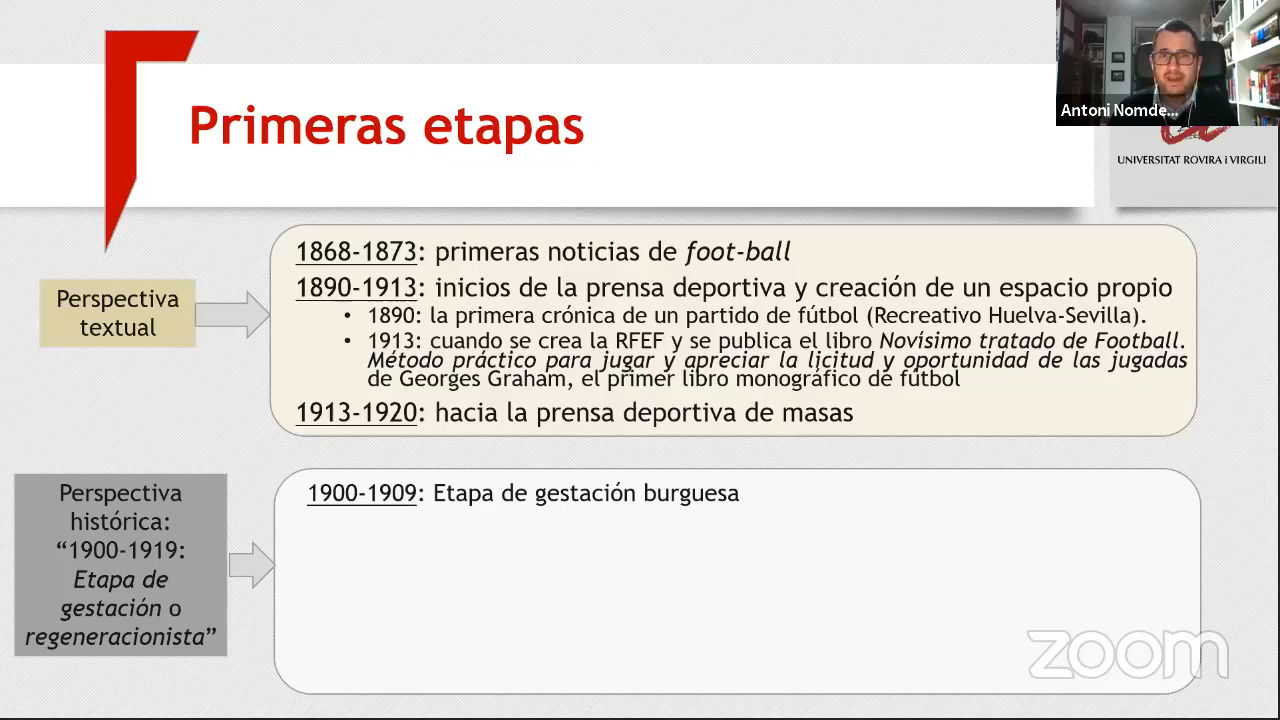 Antoni Nomde...
UNIVERSITAT ROVIRA i VIRGILI
Primeras etapas
Perspectiva
textual
1868-1873: primeras noticias de foot-ball
1890-1913: inicios de la prensa deportiva y creación de un espacio propio
• 1890: la primera crónica de un partido de fútbol (Recreativo Huelva-Sevilla).
• 1913: cuando se crea la RFEF y se publica el libro Novísimo tratado de Football.
Método práctico para jugar y apreciar la licitud y oportunidad de las jugadas
de Georges Graham, el primer libro monográfico de fútbol
1913-1920: hacia la prensa deportiva de masas
Perspectiva
histórica:
“1900-1919:
Etapa de
gestación o
regeneracionista”
1900-1909: Etapa de gestación burguesa
zoom